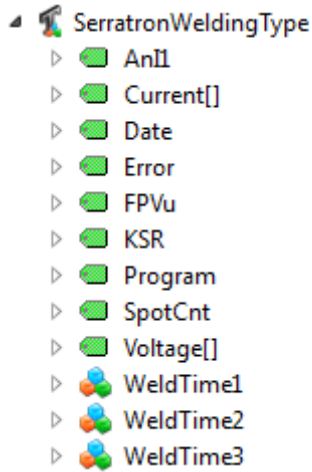 SerratronWeldingType
AnI1
Current[]
Date
Error
FPVu
KSR
Program
SpotCnt
Voltage[]
WeldTime1
WeldTime2
WeldTime3